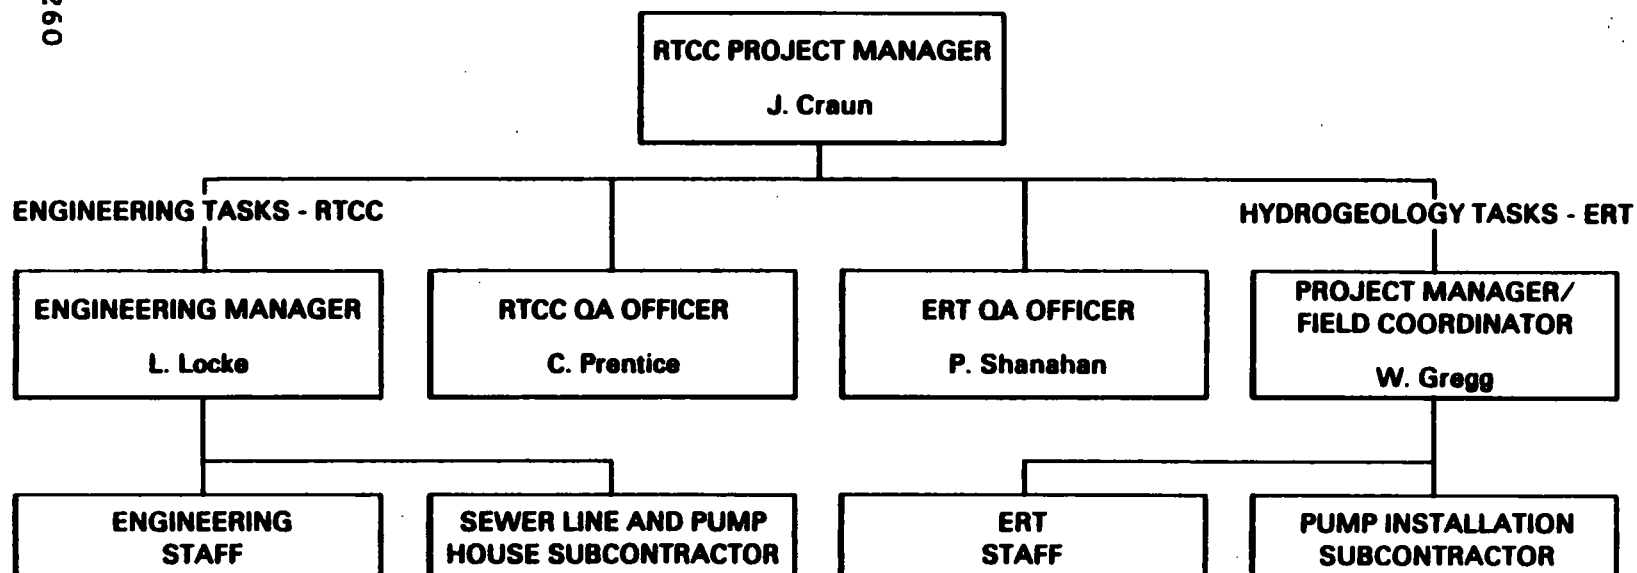 RTCC PROJECT MANAGER
J. Craun
ENGINEERING TASKS - RTCC
HYDROGEOLOGY TASKS - ERT
ENGINEERING MANAGER
L. Locke
RTCC QA OFFICER
C. Prentice
ERT QA OFFICER
P. Shanahan
PROJECT MANAGER/
FIELD COORDINATOR
W. Gregg
ENGINEERING
STAFF
SEWER LINE AND PUMP
HOUSE SUBCONTRACTOR
ERT
STAFF
PUMP INSTALLATION
SUBCONTRACTOR